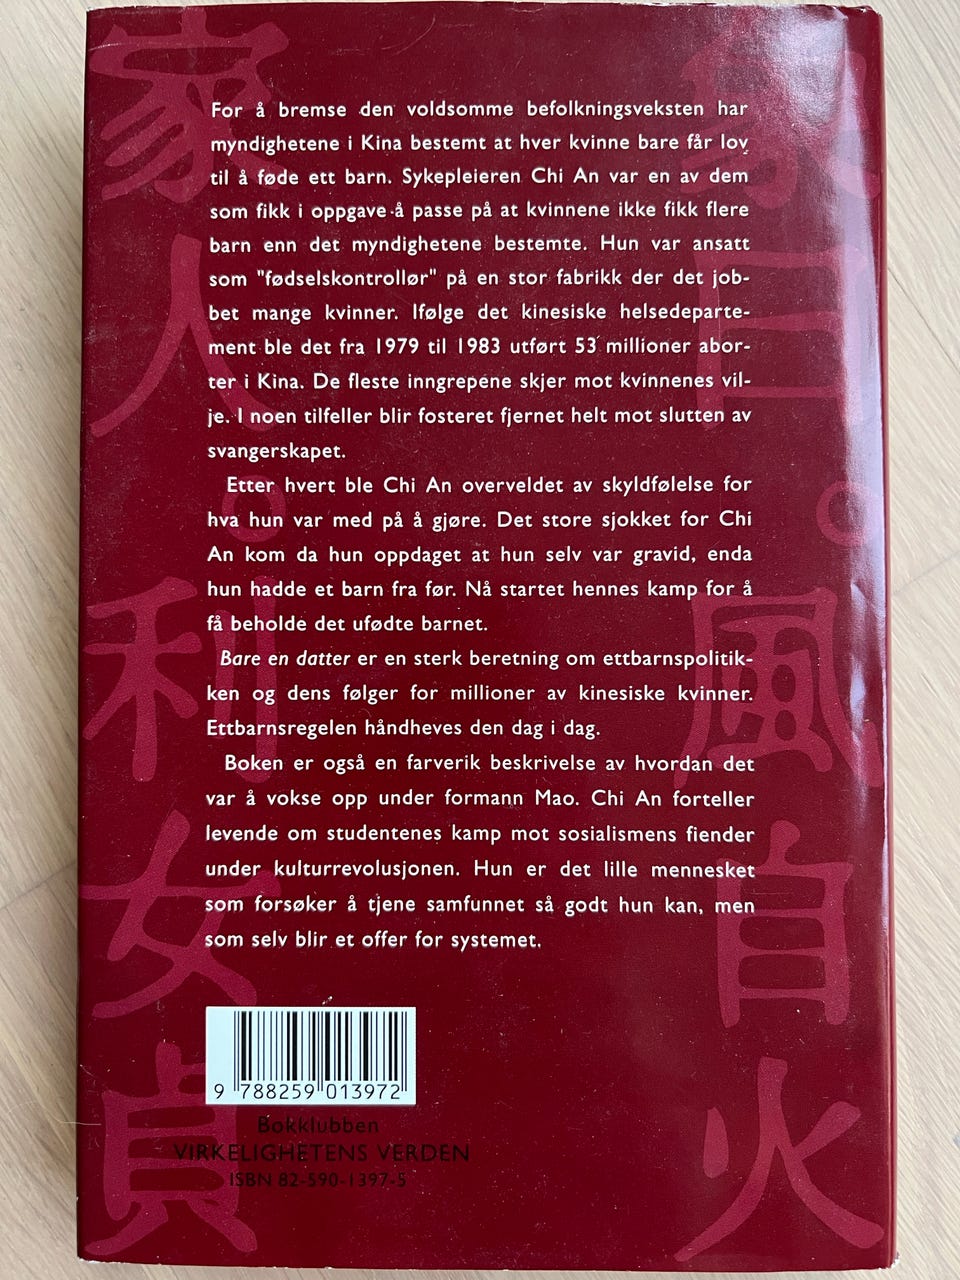 For å bremse den voldsomme befolkningsveksten har
myndighetene i Kina bestemt at hver kvinne bare får lov
til å føde ett barn. Sykepleieren Chi An var en av dem
som fikk i oppgave å passe på at kvinnene ikke fikk flere
barn enn det myndighetene bestemte. Hun var ansatt
som "fødselskontrollør" på en stor fabrikk der det job-
bet mange kvinner. Ifølge det kinesiske helsedeparte-
ment ble det fra 1979 til 1983 utført 53 millioner abor-
ter i Kina. De fleste inngrepene skjer mot kvinnenes vil-
je. I noen tilfeller blir fosteret fjernet helt mot slutten av
svangerskapet.
Etter hvert ble Chi An overveldet av skyldfølelse for
hva hun var med på å gjøre. Det store sjokket for Chi
An kom da hun oppdaget at hun selv var gravid, enda
hun hadde et barn fra før. Nå startet hennes kamp for å
få beholde det ufødte barnet.
Bare en datter er en sterk beretning om ettbarnspolitik-
ken og dens følger for millioner av kinesiske kvinner.
Ettbarnsregelen håndheves den dag i dag.
Boken er også en farverik beskrivelse av hvordan det
var å vokse opp under formann Mao. Chi An forteller
levende om studentenes kamp mot sosialismens fiender
under kulturrevolusjonen. Hun er det lille mennesket
som forsøker å tjene samfunnet så godt hun kan, men
som selv blir et offer for systemet.
9 788259 013972
Bokklubben
VIRKELIGHETENS VERDEN
ISBN 82-590-1397-5
家人。利女貞
風自火